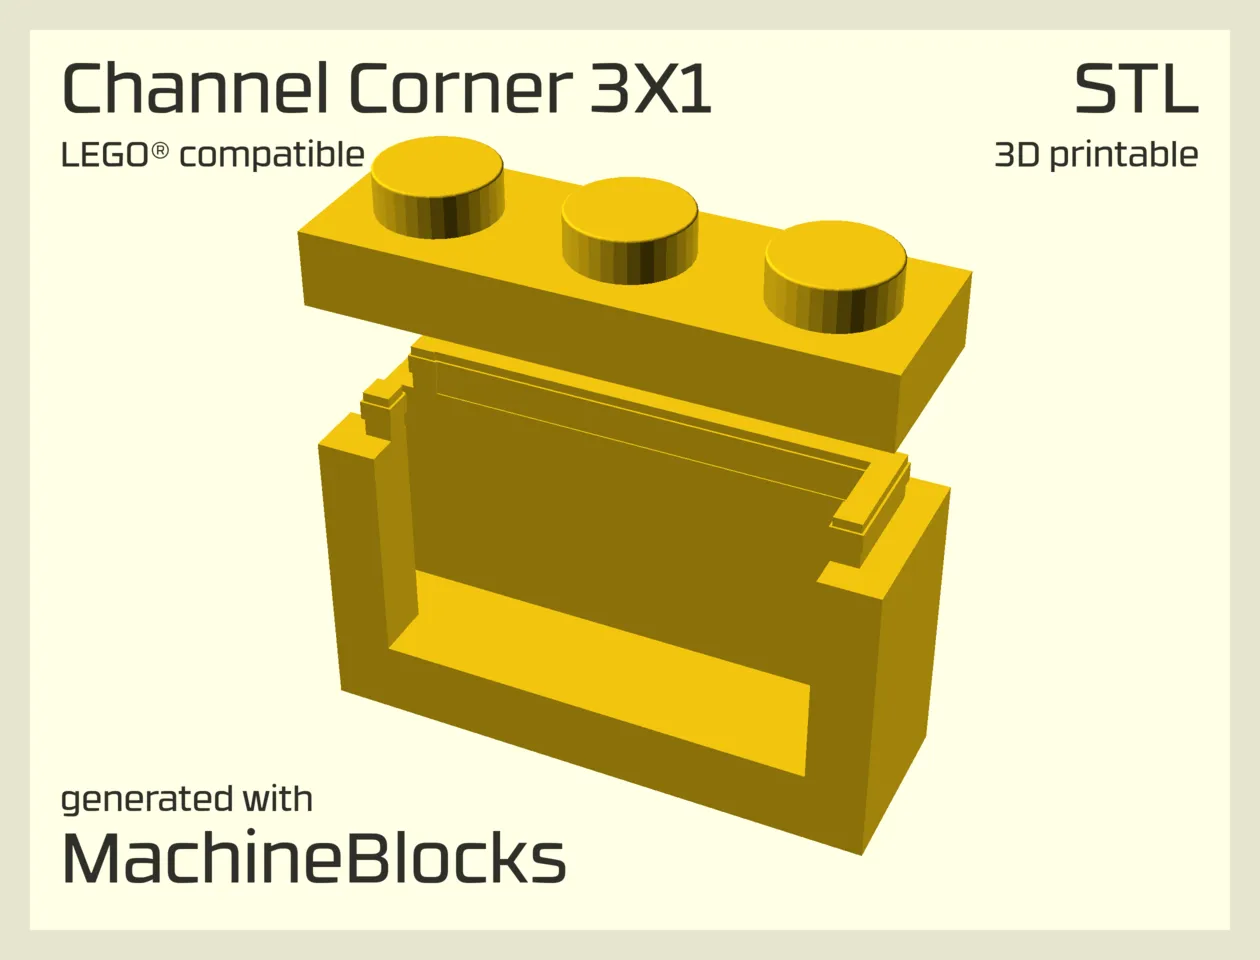 Channel Corner 3X1
STL
LEGO® compatible
3D printable
generated with
MachineBlocks